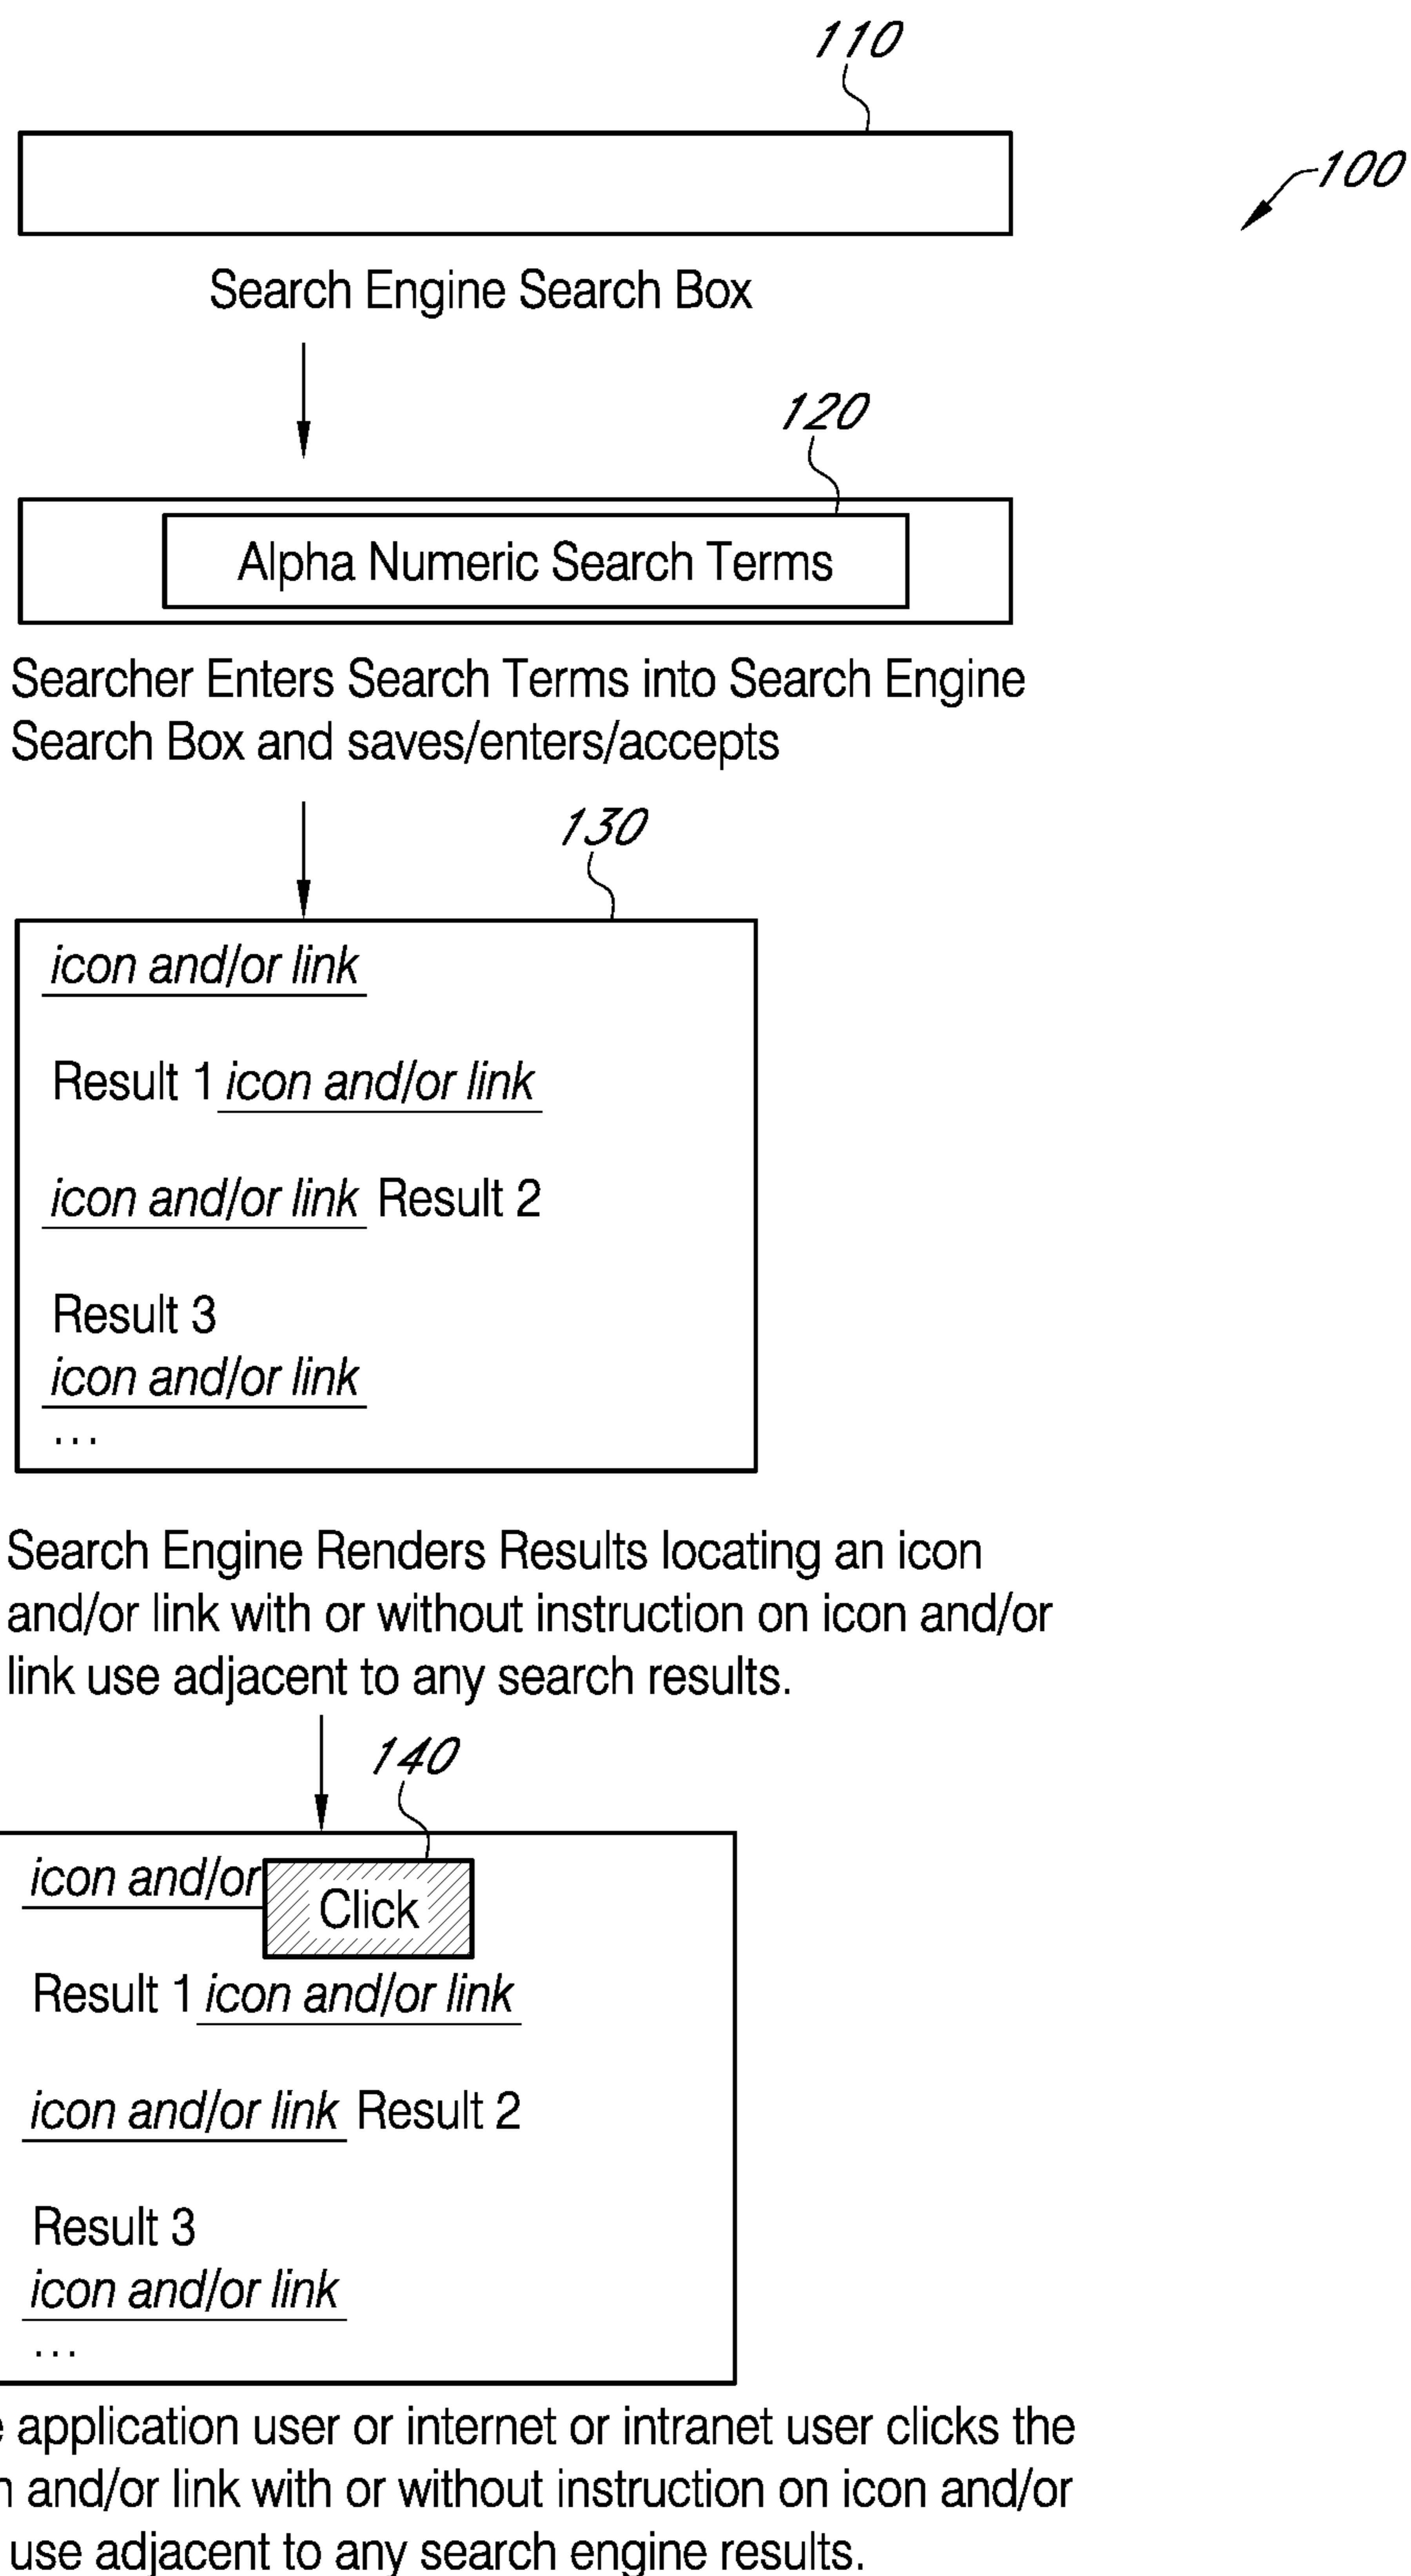 110
100
Search Engine Search Box
120
Alpha Numeric Search Terms
Searcher Enters Search Terms into Search Engine
Search Box and saves/enters/accepts
130
icon and/or link
Result 1 icon and/or link
icon and/or link Result 2
Result 3
icon and/or link
...
Search Engine Renders Results locating an icon
and/or link with or without instruction on icon and/or
link use adjacent to any search results.
140
icon and/or
Click
Result 1 icon and/or link
icon and/or link Result 2
Result 3
icon and/or link
...
application user or internet or intranet user clicks the
and/or link with or without instruction on icon and/or
use adjacent to any search engine results.